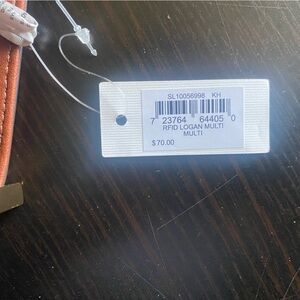 SL10056998 KH
7 23764 64405 0
RFID LOGAN MULTI
MULTI
$70.00